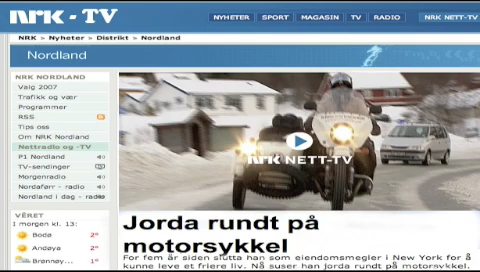 NRK - TV
NYHETER SPORT MAGASIN TV RADIO NRK NETT-TV
NRK > Nyheter > Distrikt > Nordland
Nordland
NRK NORDLAND
Valg 2007
Trafikk og vær
Programmer
RSS
Tips oss
Om NRK Nordland
Nettradio og -TV
P1 Nordland
TV-sendinger
Morgenradio
Nordaførr - radio
Nordland i dag - radio
VÊRET
I morgen kl. 13:
Bodø 2°
Andøya 2°
Brønnøy... 1°
NRK NETT-TV
Jorda rundt på
motorsykkel
For fem år siden slutta han som eiendomsmegler i New York for å
kunne leve et friere liv. Nå suser han jorda rundt på motorsykkel.